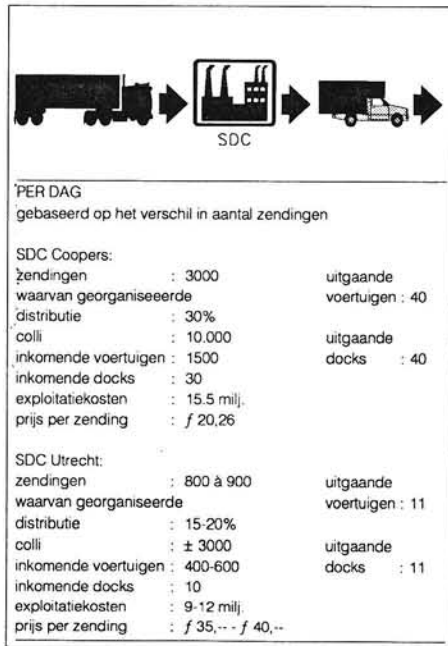 SDC
PER DAG
gebaseerd op het verschil in aantal zendingen
SDC Coopers:
zendingen : 3000 uitgaande
waarvan georganiseeerde voertuigen : 40
distributie : 30%
colli : 10.000 uitgaande
inkomende voertuigen : 1500 docks : 40
inkomende docks : 30
exploitatiekosten : 15.5 milj.
prijs per zending : ƒ 20,26
SDC Utrecht:
zendingen : 800 à 900 uitgaande
waarvan georganiseerde voertuigen : 11
distributie : 15-20%
colli : ± 3000 uitgaande
inkomende voertuigen : 400-600 docks : 11
inkomende docks : 10
exploitatiekosten : 9-12 milj.
prijs per zending : ƒ 35,-- - ƒ 40,--